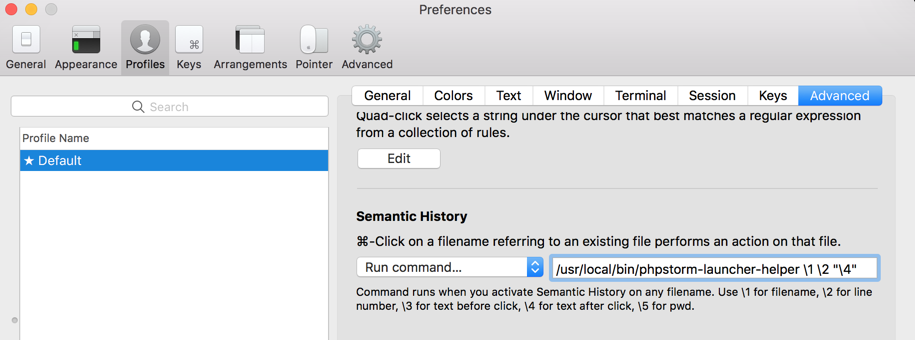 Preferences
General Appearance Profiles Keys Arrangements Pointer Advanced
Search
General Colors Text Window Terminal Session Keys Advanced
Quad-click selects a string under the cursor that best matches a regular expression
from a collection of rules.
Profile Name
★ Default
Edit
Semantic History
⌘-Click on a filename referring to an existing file performs an action on that file.
Run command... /usr/local/bin/phpstorm-launcher-helper \1 \2 "\4"
Command runs when you activate Semantic History on any filename. Use \1 for filename, \2 for line
number, \3 for text before click, \4 for text after click, \5 for pwd.